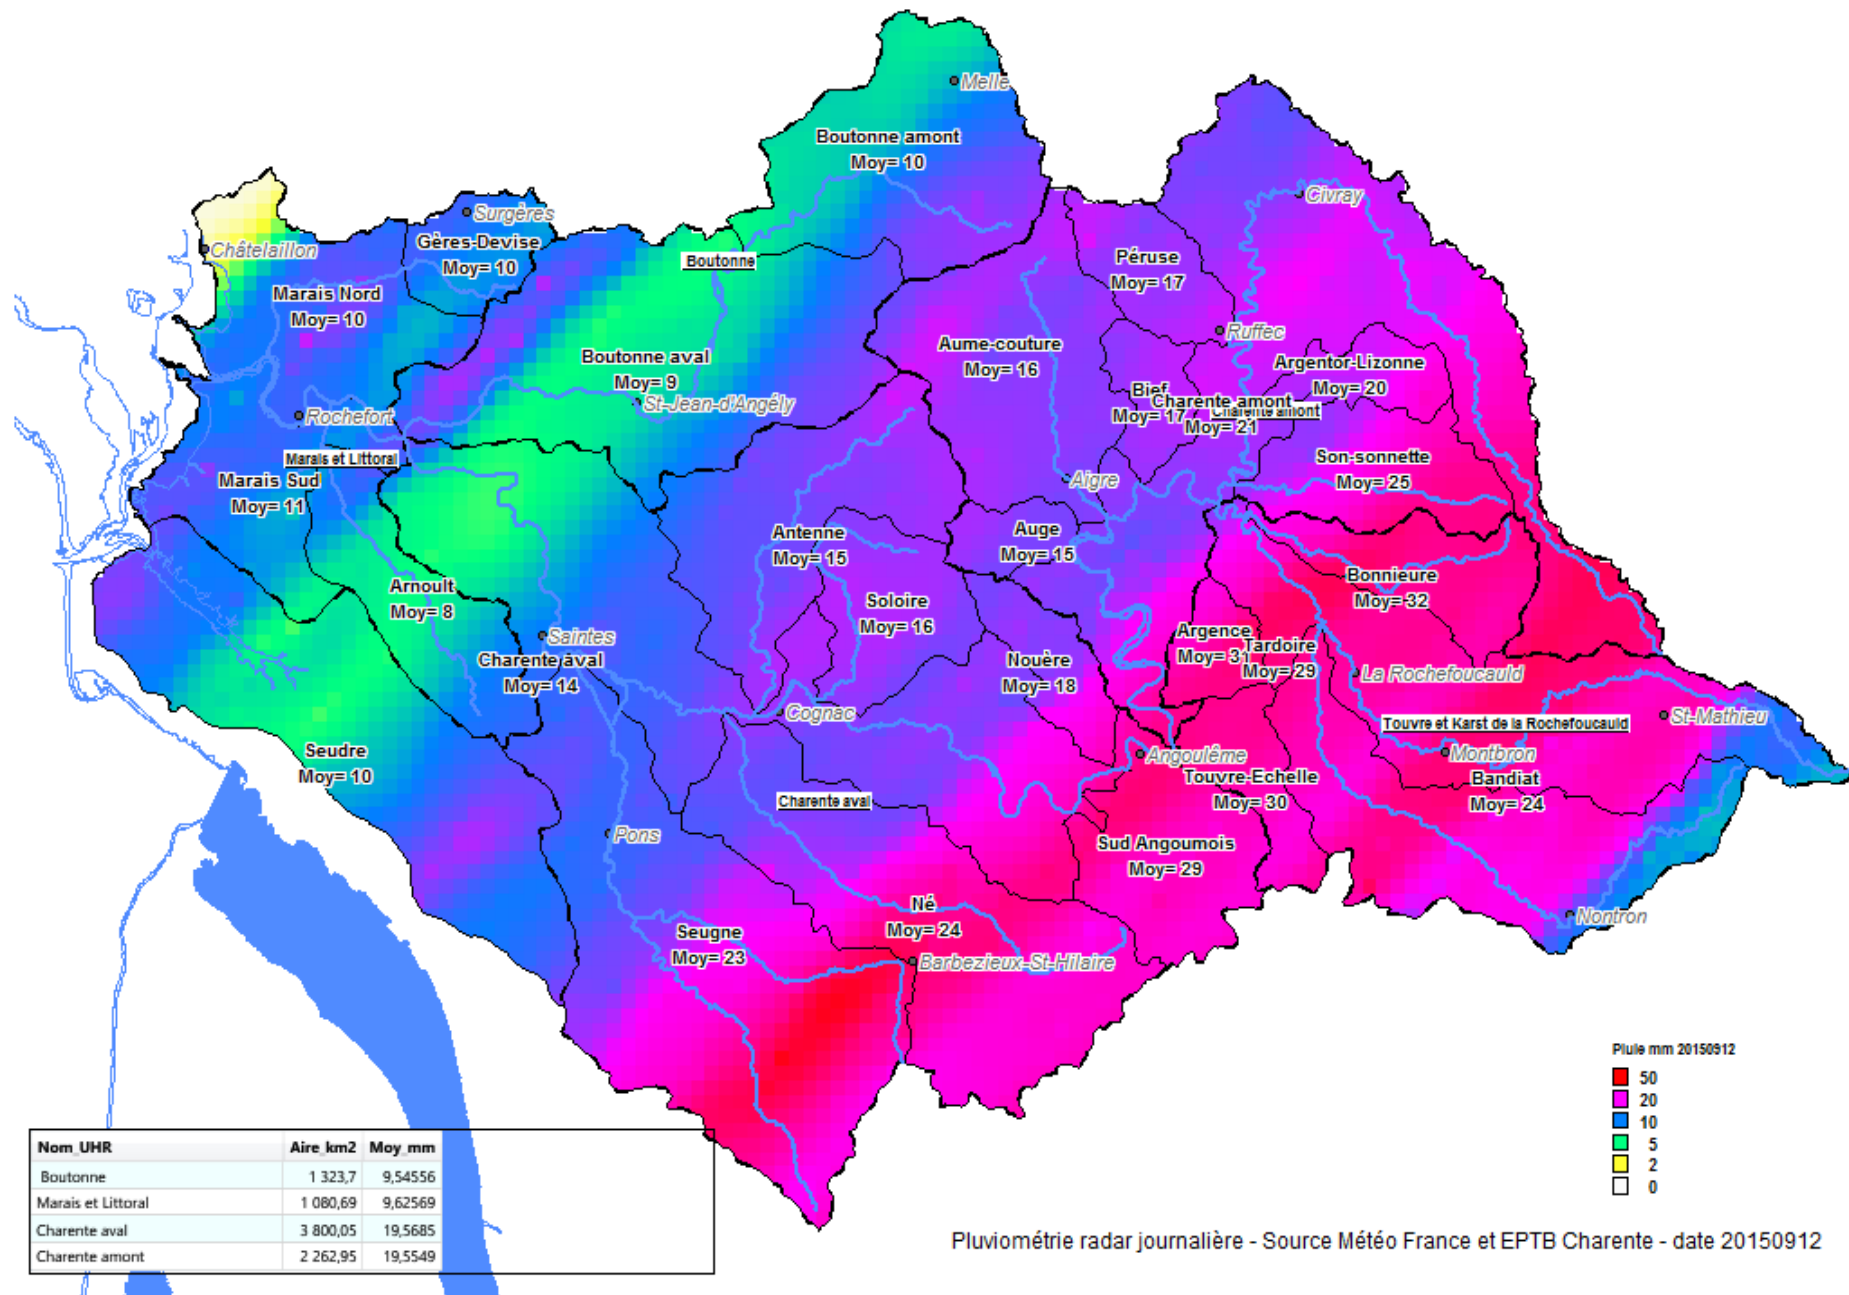 Melle
Boutonne amont
Moy= 10
Civray
Surgères
Châtelaillon
Gères-Devise
Moy= 10
Boutonne
Péruse
Moy= 17
Marais Nord
Moy= 10
Ruffec
Aume-couture
Moy= 16
Boutonne aval
Moy= 9
Argentor-Lizonne
Moy= 20
Bief
Moy= 17
Charente amont
Moy= 21
Charente amont
St-Jean-d'Angély
Rochefort
Marais et Littoral
Marais Sud
Moy= 11
Son-sonnette
Moy= 25
Aigre
Antenne
Moy= 15
Auge
Moy= 15
Arnoult
Moy= 8
Bonnieure
Moy= 32
Soloire
Moy= 16
Saintes
Argence
Moy= 31
Tardoire
Moy= 29
Charente aval
Moy= 14
Nouère
Moy= 18
La Rochefoucauld
Cognac
Touvre et Karst de la Rochefoucauld
St-Mathieu
Seudre
Moy= 10
Angoulême
Montbron
Touvre-Echelle
Moy= 30
Bandiat
Moy= 24
Charente aval
Pons
Sud Angoumois
Moy= 29
Né
Moy= 24
Nontron
Seugne
Moy= 23
Barbezieux-St-Hilaire
Pluie mm 20150912
50
20
10
5
2
0
Nom_UHR Aire_km2 Moy_mm
Boutonne 1 323,7 9,54556
Marais et Littoral 1 080,69 9,62569
Charente aval 3 800,05 19,5685
Charente amont 2 262,95 19,5549
Pluviométrie radar journalière - Source Météo France et EPTB Charente - date 20150912